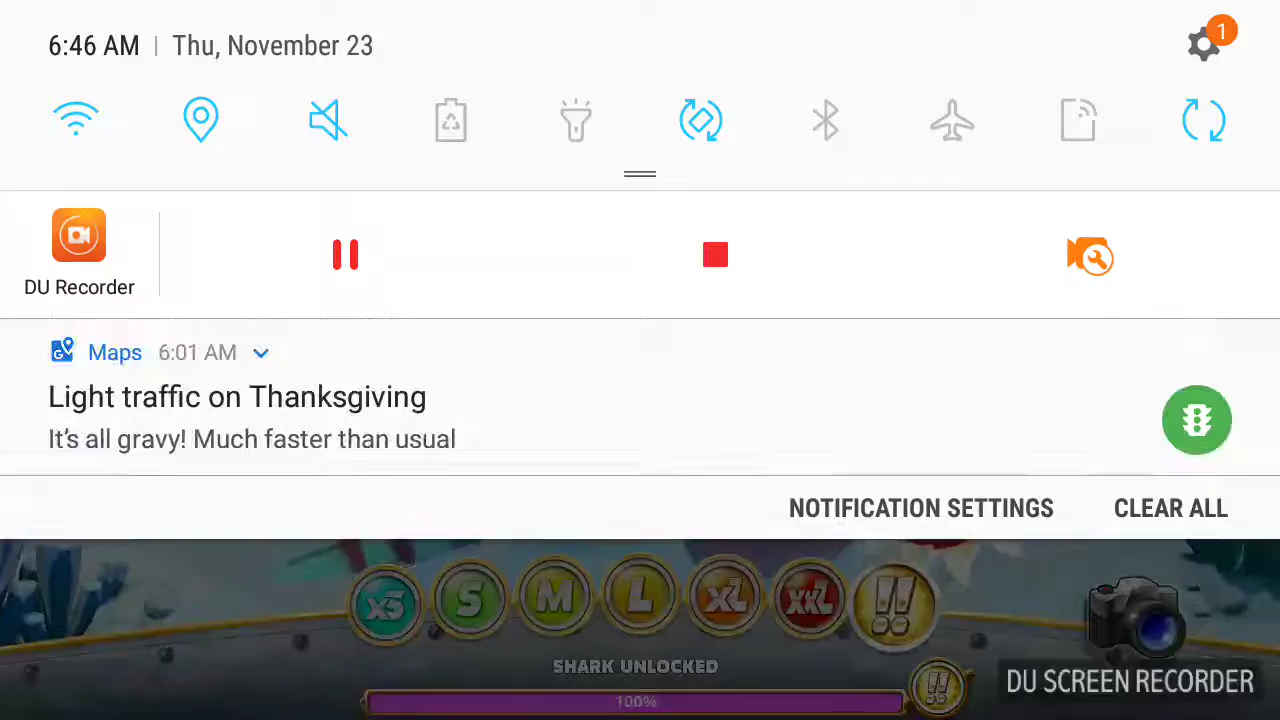 6:46 AM | Thu, November 23
1
DU Recorder
Maps 6:01 AM
Light traffic on Thanksgiving
It's all gravy! Much faster than usual
NOTIFICATION SETTINGS CLEAR ALL
XS S M L XL XXL !!
SHARK UNLOCKED
100% !!
DU SCREEN RECORDER